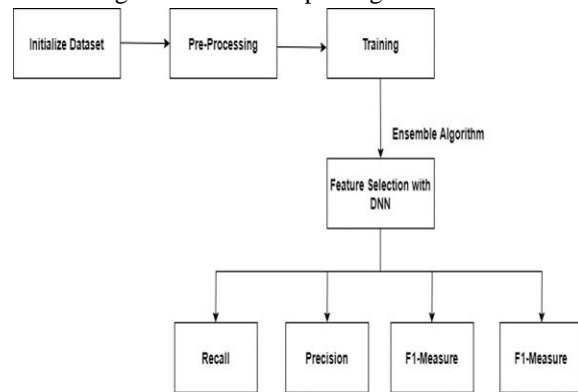 Initialize Dataset
Pre-Processing
Training
Ensemble Algorithm
Feature Selection with
DNN
Recall
Precision
F1-Measure
F1-Measure